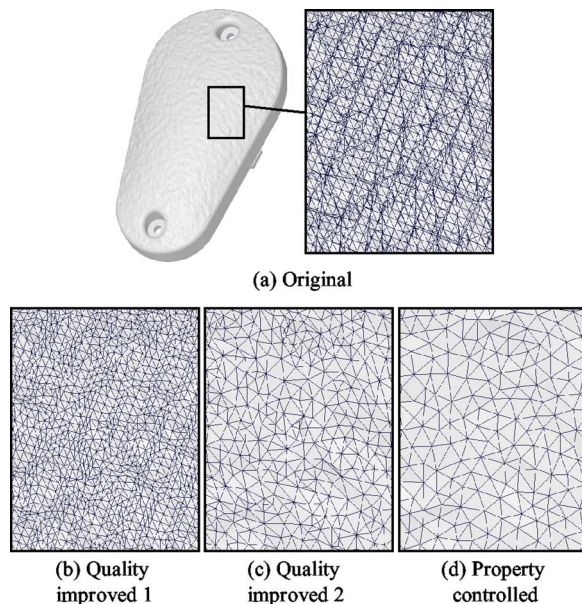 (a) Original
(b) Quality
improved 1
(c) Quality
improved 2
(d) Property
controlled